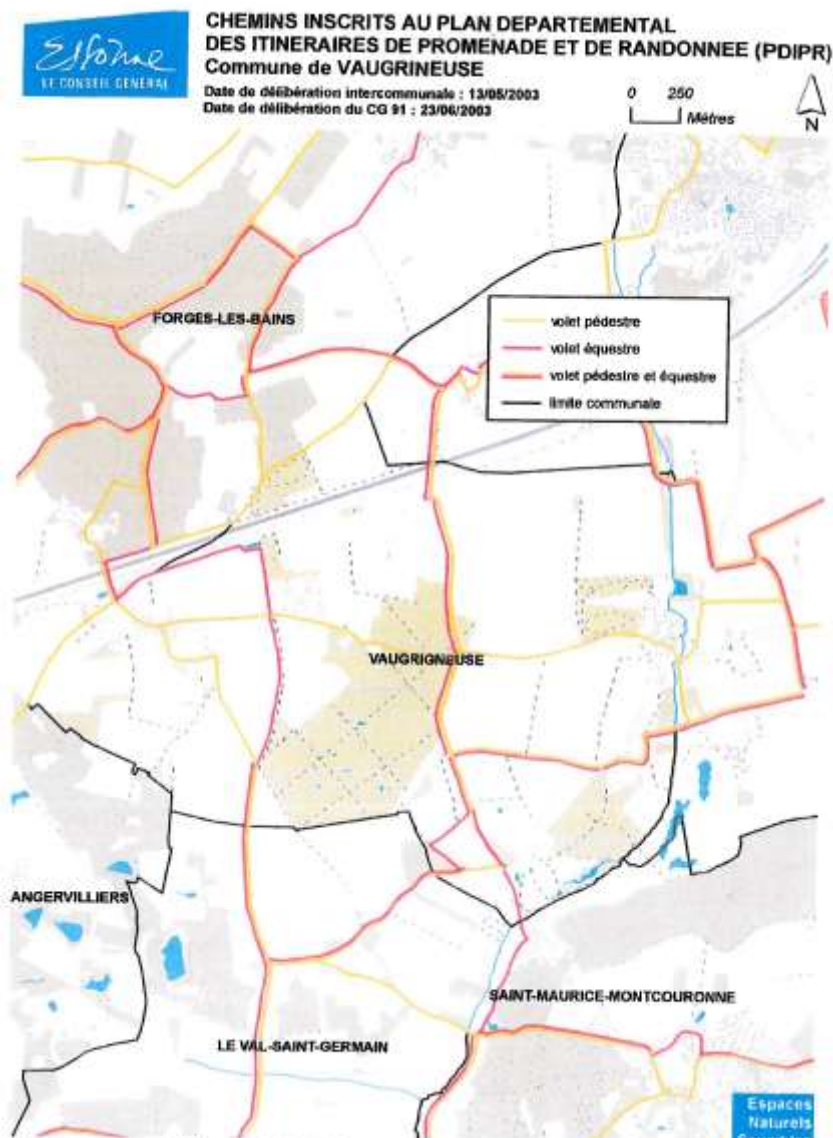 Essonne
LE CONSEIL GENERAL
CHEMINS INSCRITS AU PLAN DEPARTEMENTAL
DES ITINERAIRES DE PROMENADE ET DE RANDONNEE (PDIPR)
Commune de VAUGRINEUSE
Date de délibération intercommunale : 13/05/2003
Date de délibération du CG 91 : 23/06/2003
0 250
Mètres
N
FORGES-LES-BAINS
volet pédestre
volet équestre
volet pédestre et équestre
limite communale
VAUGRIGNEUSE
ANGERVILLIERS
SAINT-MAURICE-MONTCOURONNE
LE VAL-SAINT-GERMAIN
Espaces
Naturels